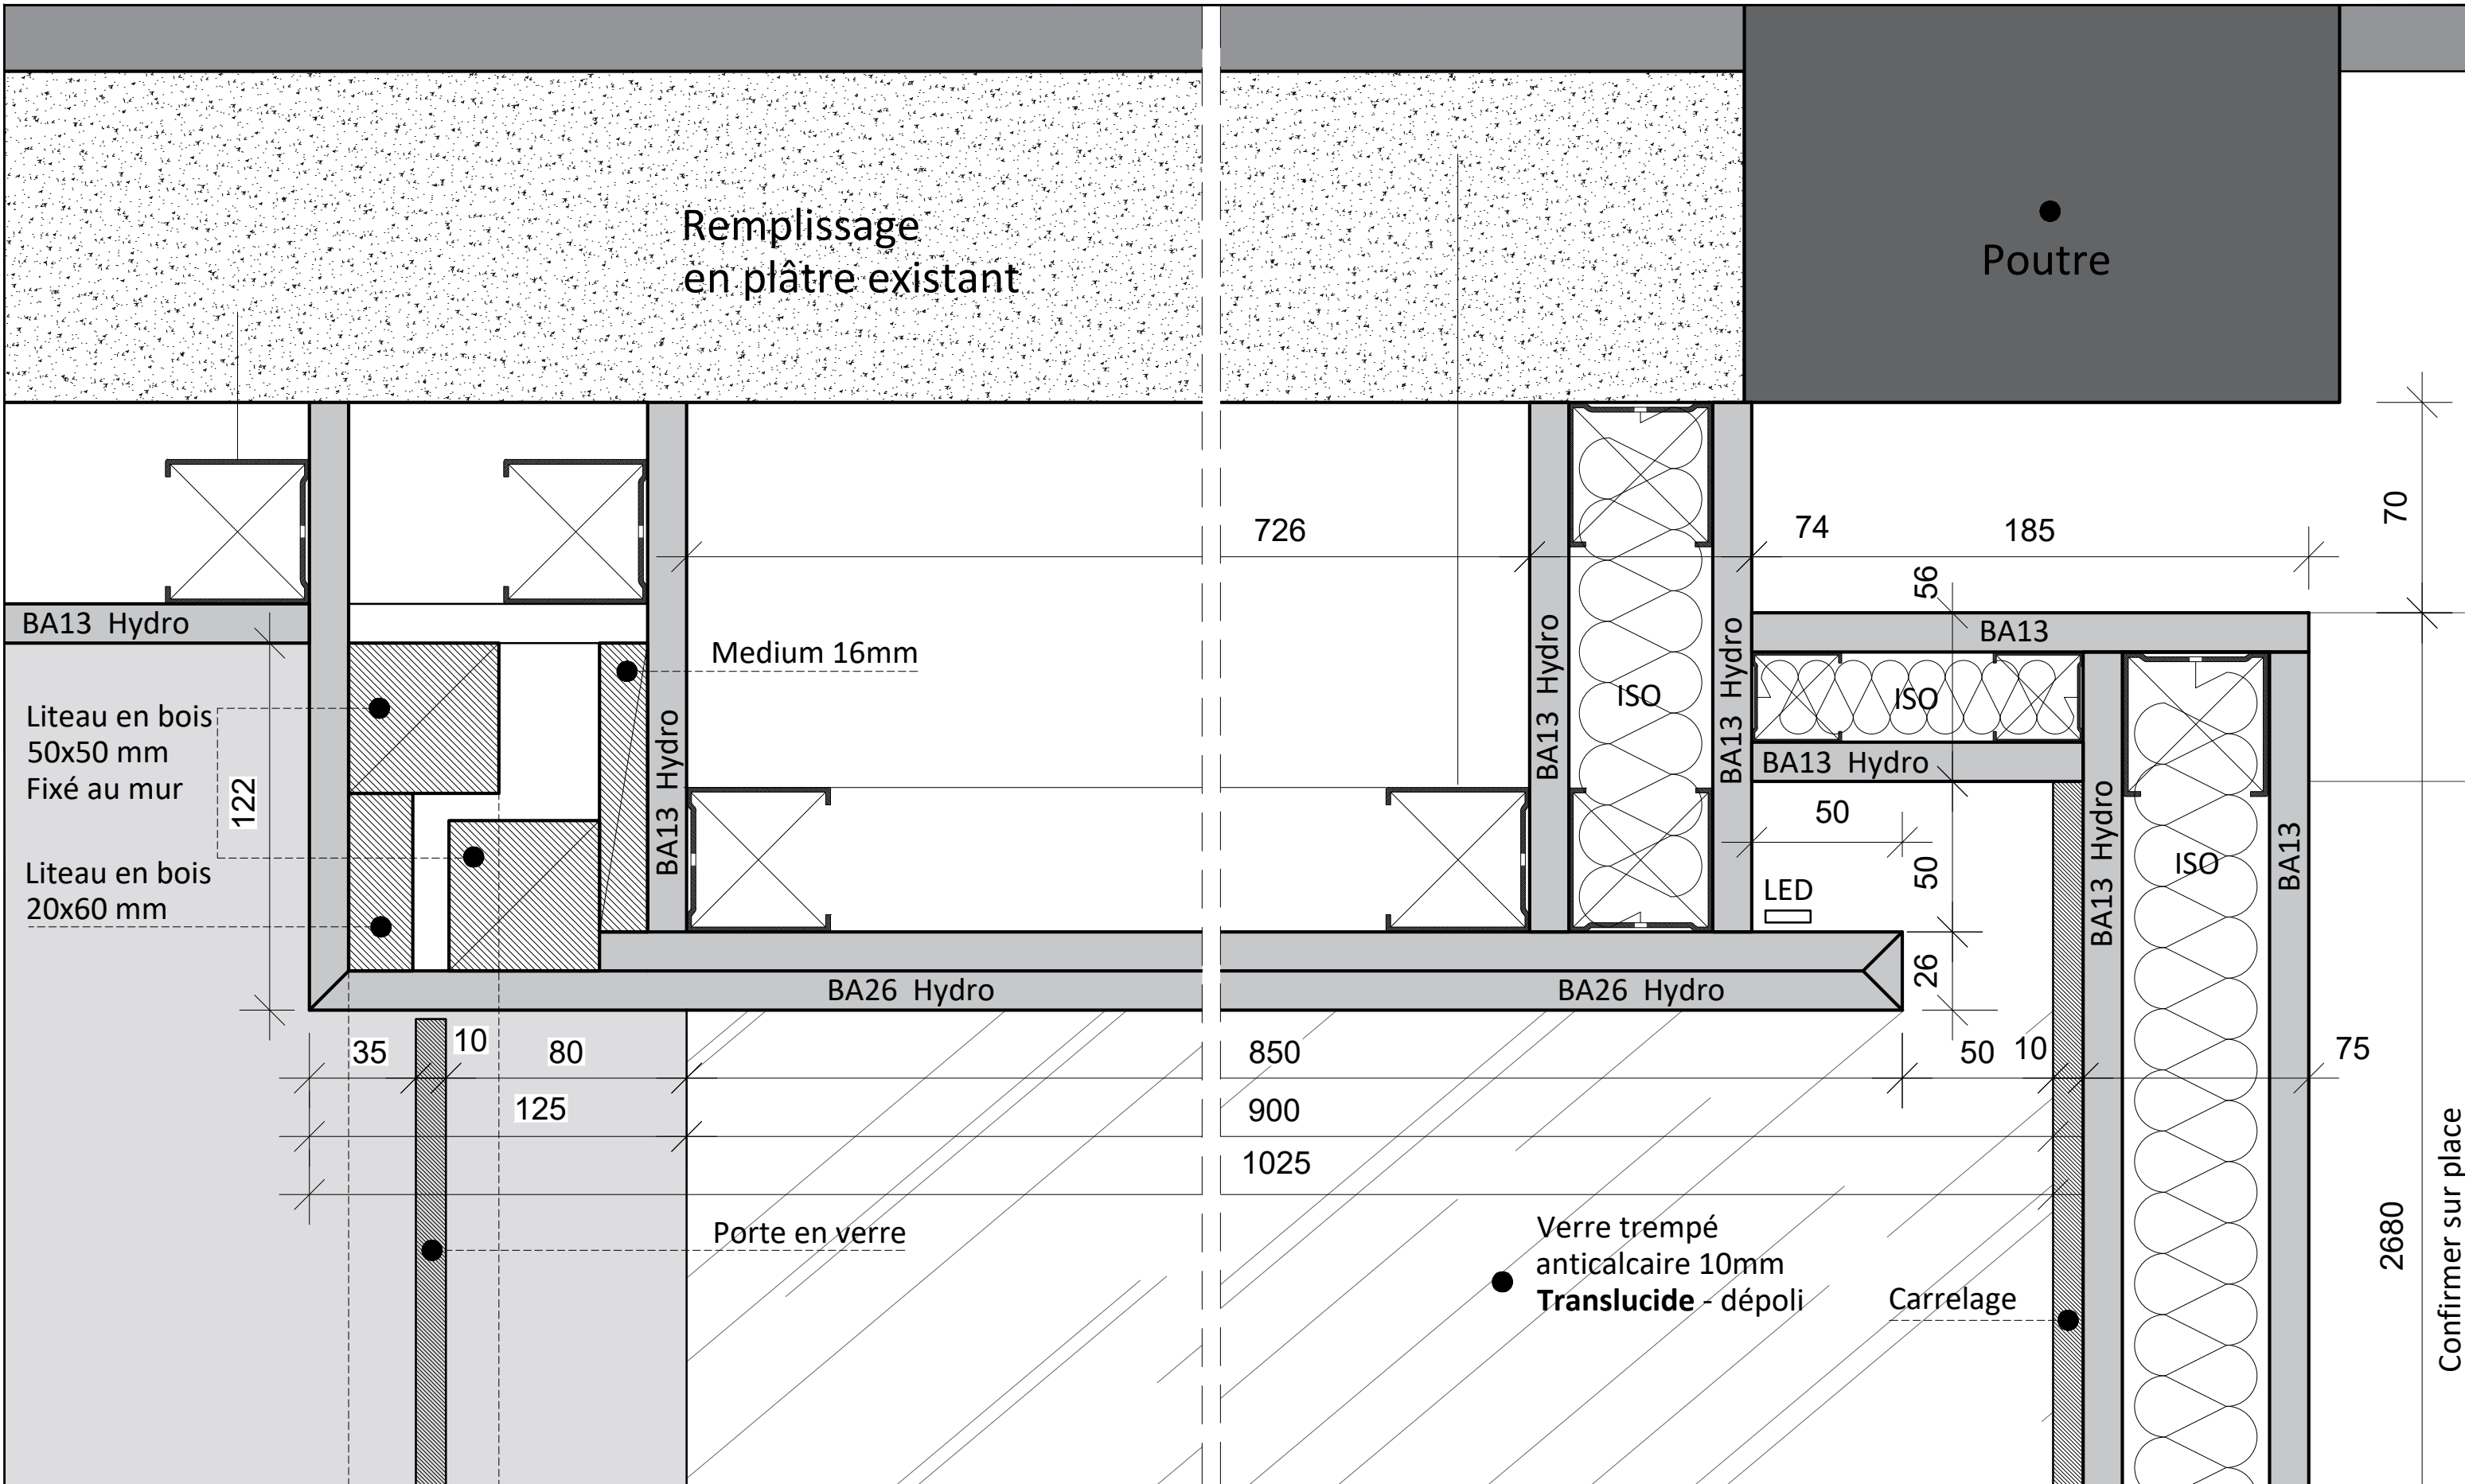 Remplissage
en plâtre existant
Poutre
726
74
185
70
56
BA13 Hydro
Medium 16mm
BA13 Hydro
BA13 Hydro
ISO
BA13 Hydro
BA13
ISO
BA13 Hydro
Liteau en bois
50x50 mm
Fixé au mur
122
Liteau en bois
20x60 mm
50
50
LED
26
BA13 Hydro
ISO
BA13
BA26 Hydro
BA26 Hydro
35
10
80
850
50
10
75
125
900
1025
Porte en verre
Verre trempé
anticalcaire 10mm
Translucide - dépoli
Carrelage
2680
Confirmer sur place